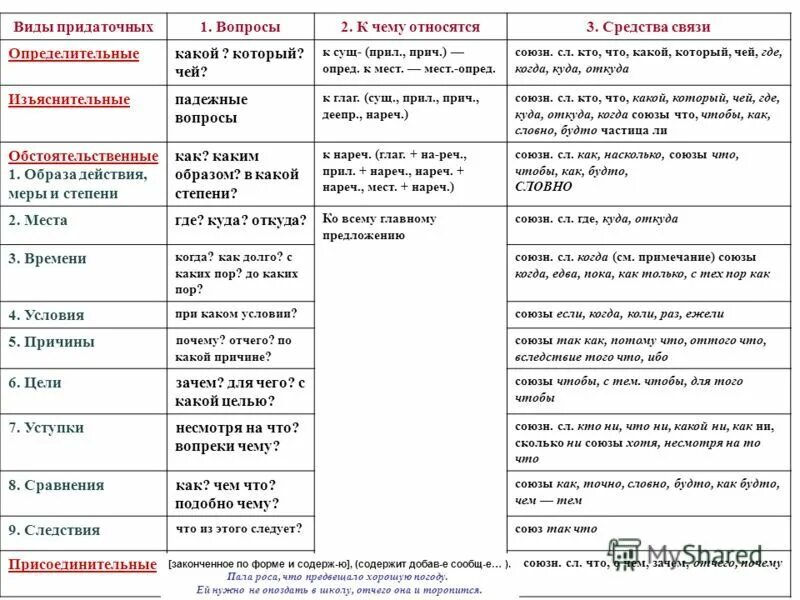 Виды придаточных
1. Вопросы
2. К чему относятся
3. Средства связи
Определительные
какой ? который?
чей?
к сущ- (прил., прич.) —
опред. к мест. — мест.-опред.
союзн. сл. кто, что, какой, который, чей, где,
когда, куда, откуда
Изъяснительные
падежные
вопросы
к глаг. (сущ., прил., прич.,
деепр., нареч.)
союзн. сл. кто, что, какой, который, чей, где,
куда, откуда, когда союзы что, чтобы, как,
словно, будто частица ли
Обстоятельственные
1. Образа действия,
меры и степени
как? каким
образом? в какой
степени?
к нареч. (глаг. + на-реч.,
прил. + нареч., нареч. +
нареч., мест. + нареч.)
союзн. сл. как, насколько, союзы что,
чтобы, как, будто,
СЛОВНО
2. Места
где? куда? откуда?
Ко всему главному
предложению
союзн. сл. где, куда, откуда
3. Времени
когда? как долго? с
каких пор? до каких
пор?
союзн. сл. когда (см. примечание) союзы
когда, едва, пока, как только, с тех пор как
4. Условия
при каком условии?
союзы если, когда, коли, раз, ежели
5. Причины
почему? отчего? по
какой причине?
союзы так как, потому что, оттого что,
вследствие того что, ибо
6. Цели
зачем? для чего? с
какой целью?
союзы чтобы, с тем. чтобы, для того
чтобы
7. Уступки
несмотря на что?
вопреки чему?
союзн. сл. кто ни, что ни, какой ни, как ни,
сколько ни союзы хотя, несмотря на то
что
8. Сравнения
как? чем что?
подобно чему?
союзы как, точно, словно, будто, как будто,
чем — тем
9. Следствия
что из этого следует?
союз так что
Присоединительные
[законченное по форме и содерж-ю], (содержит добав-е сообщ-е… ).
Пала роса, что предвещало хорошую погоду.
Ей нужно не опоздать в школу, отчего она и торопится.
союзн. сл. что, о чем, зачем, отчего, почему
MyShared